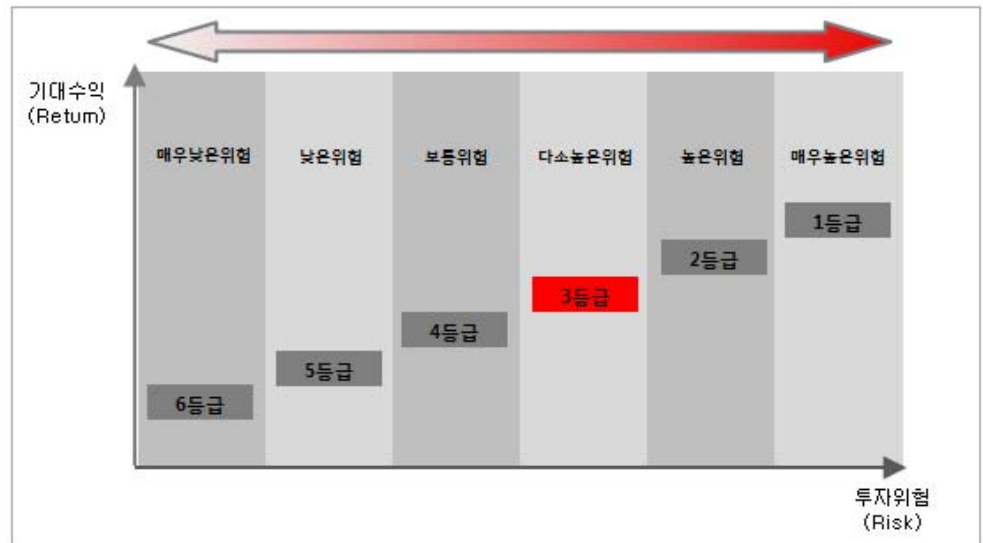 기대수익
(Return)
매우낮은위험 낮은위험 보통위험 다소높은위험 높은위험 매우높은위험
1등급
2등급
3등급
4등급
5등급
6등급
투자위험
(Risk)